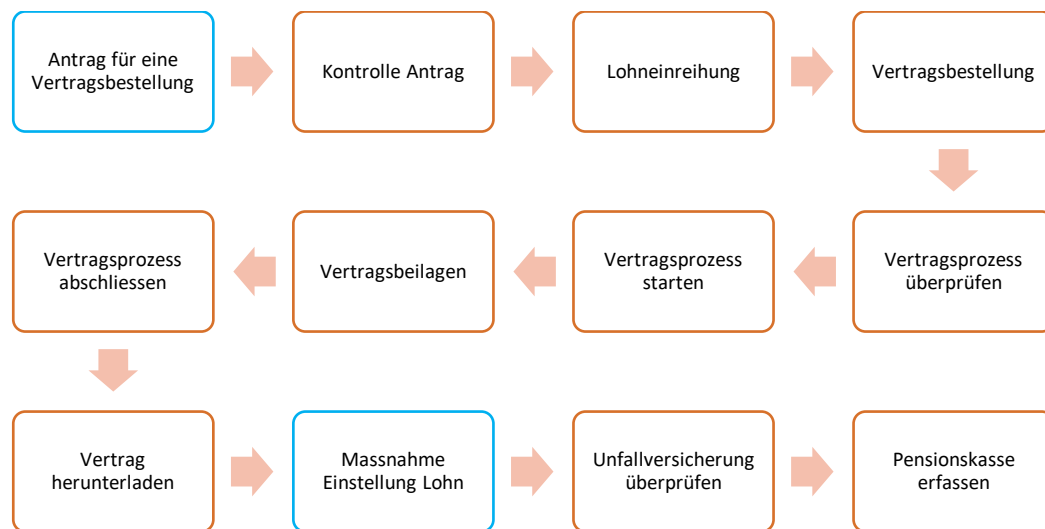 Antrag für eine
Vertragsbestellung
Kontrolle Antrag
Lohneinreihung
Vertragsbestellung
Vertragsprozess
abschliessen
Vertragsbeilagen
Vertragsprozess
starten
Vertragsprozess
überprüfen
Vertrag
herunterladen
Massnahme
Einstellung Lohn
Unfallversicherung
überprüfen
Pensionskasse
erfassen